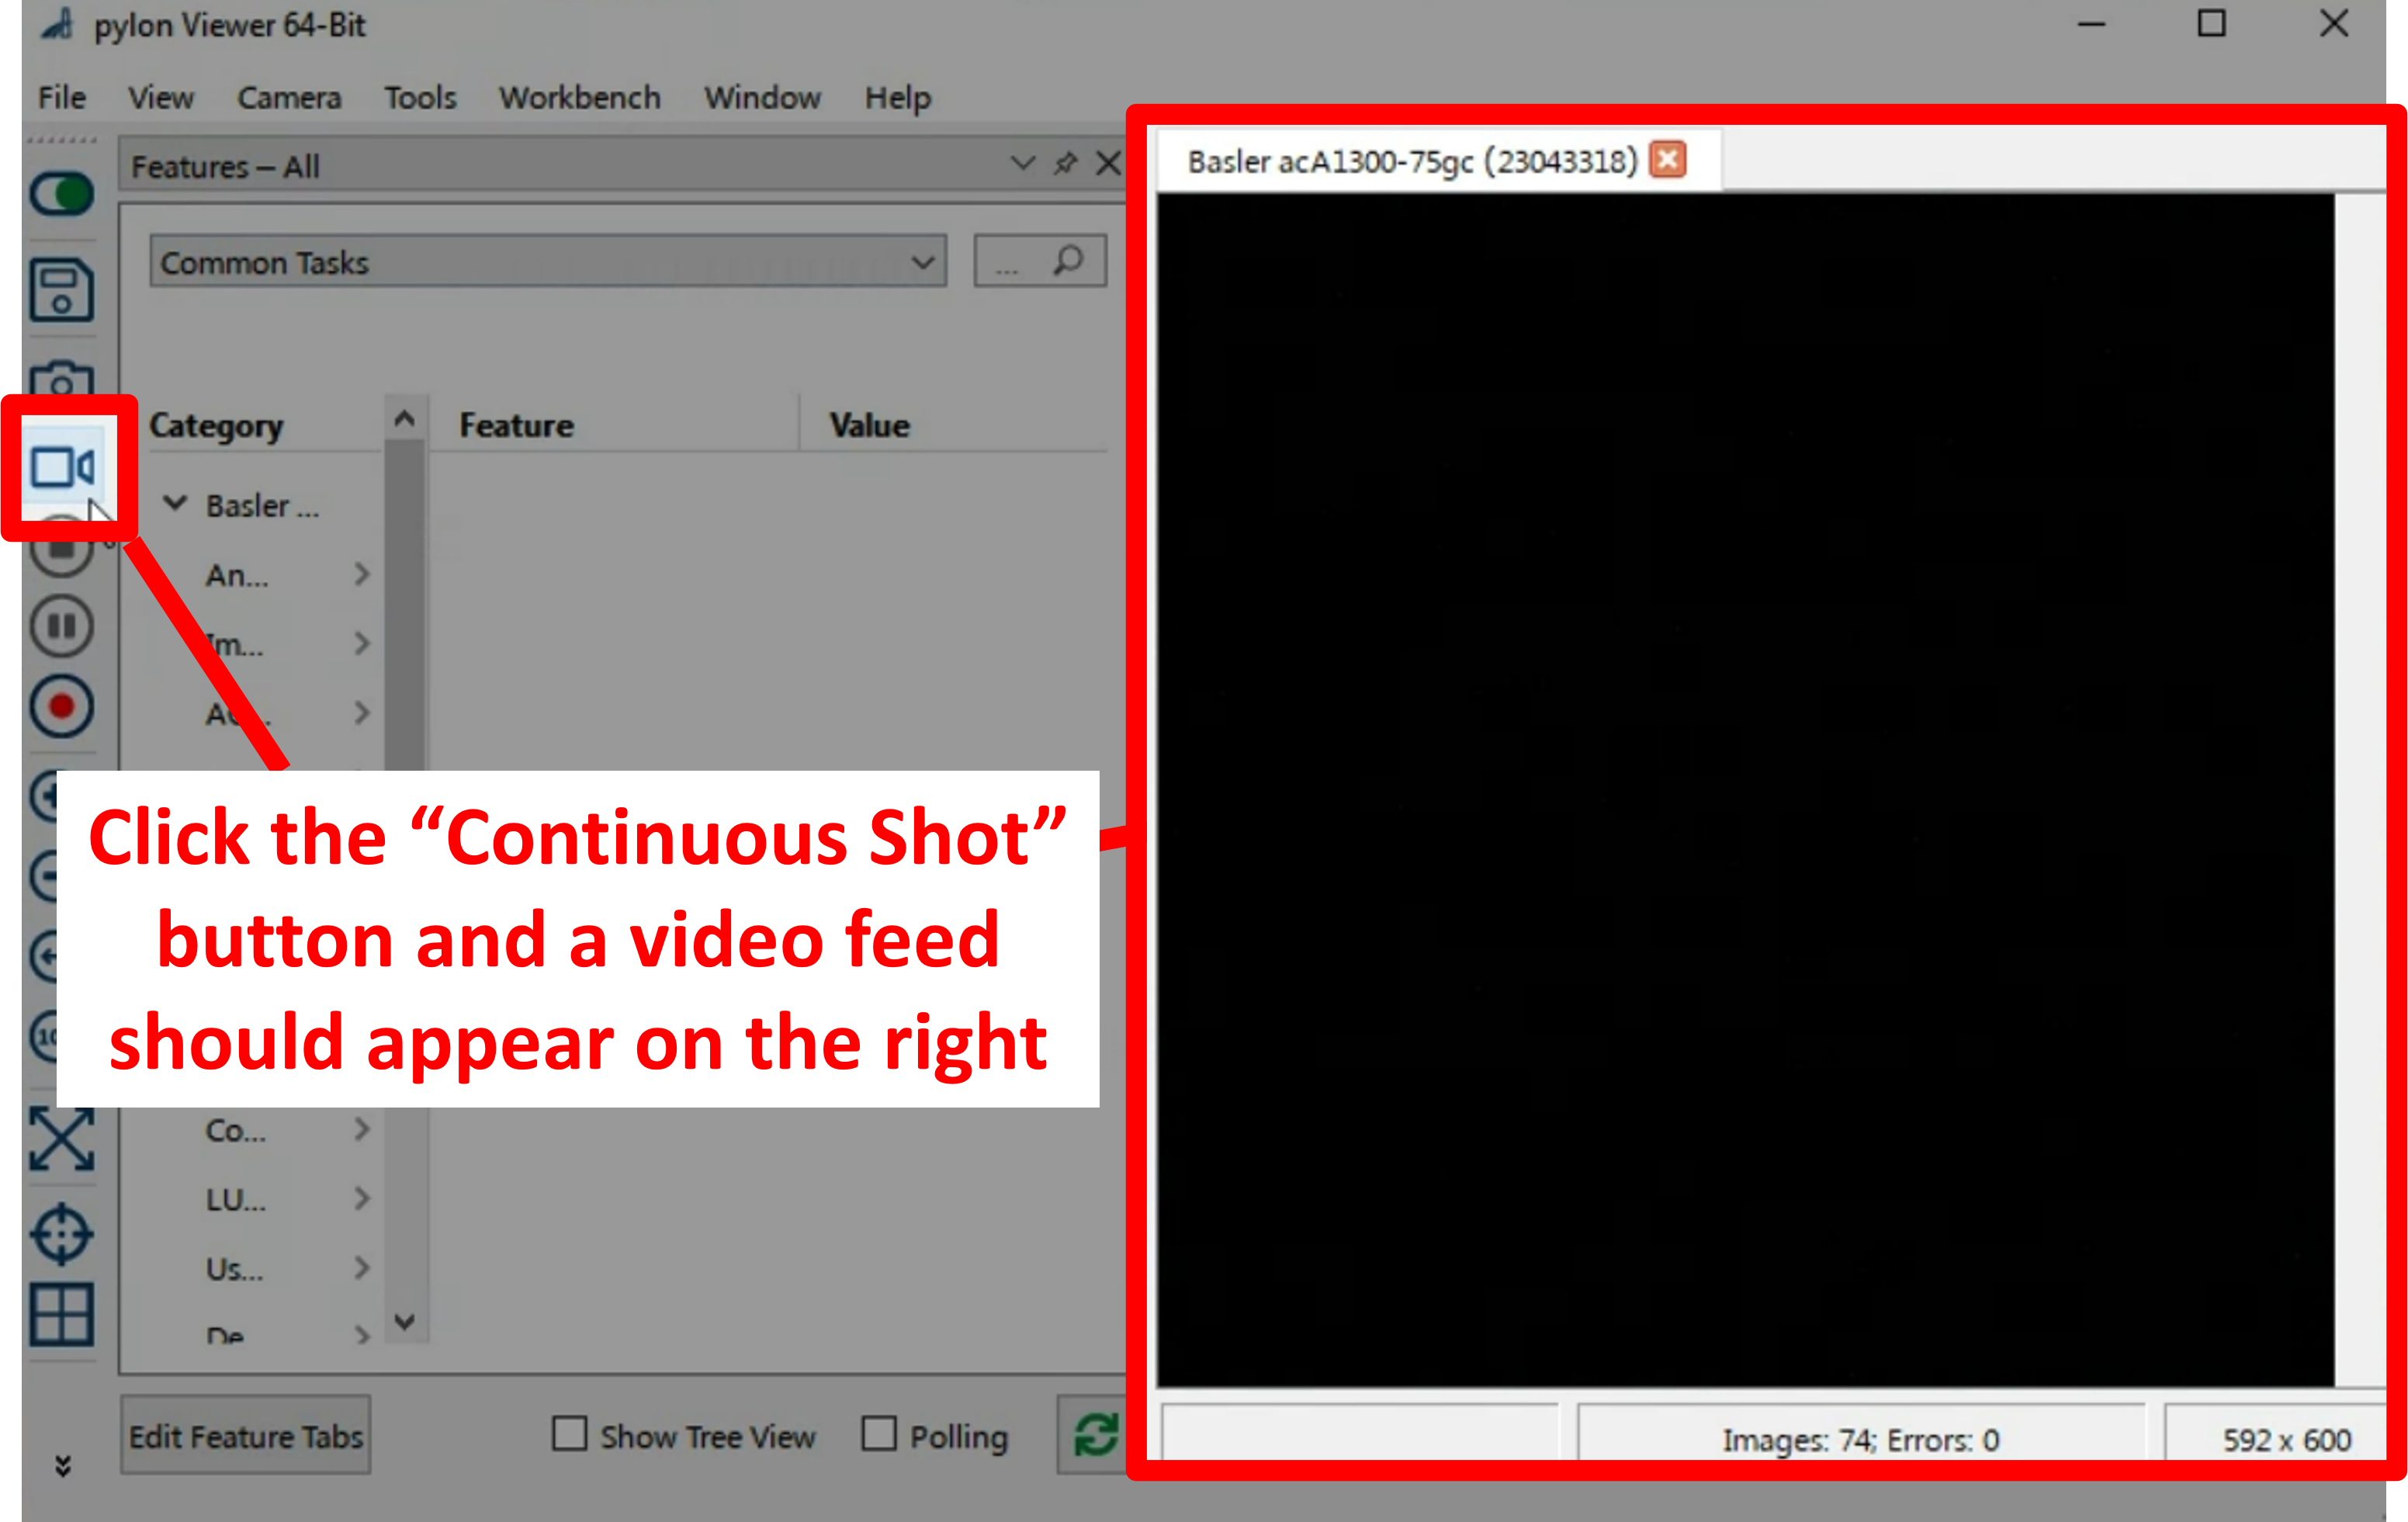 pylon Viewer 64-Bit
File View Camera Tools Workbench Window Help
Features – All
Basler acA1300-75gc (23043318)
Common Tasks
...
Category Feature Value
Basler ...
An...
Im...
Click the “Continuous Shot”
button and a video feed
should appear on the right
Co...
LU...
Us...
De
Edit Feature Tabs Show Tree View Polling
Images: 74; Errors: 0
592 x 600